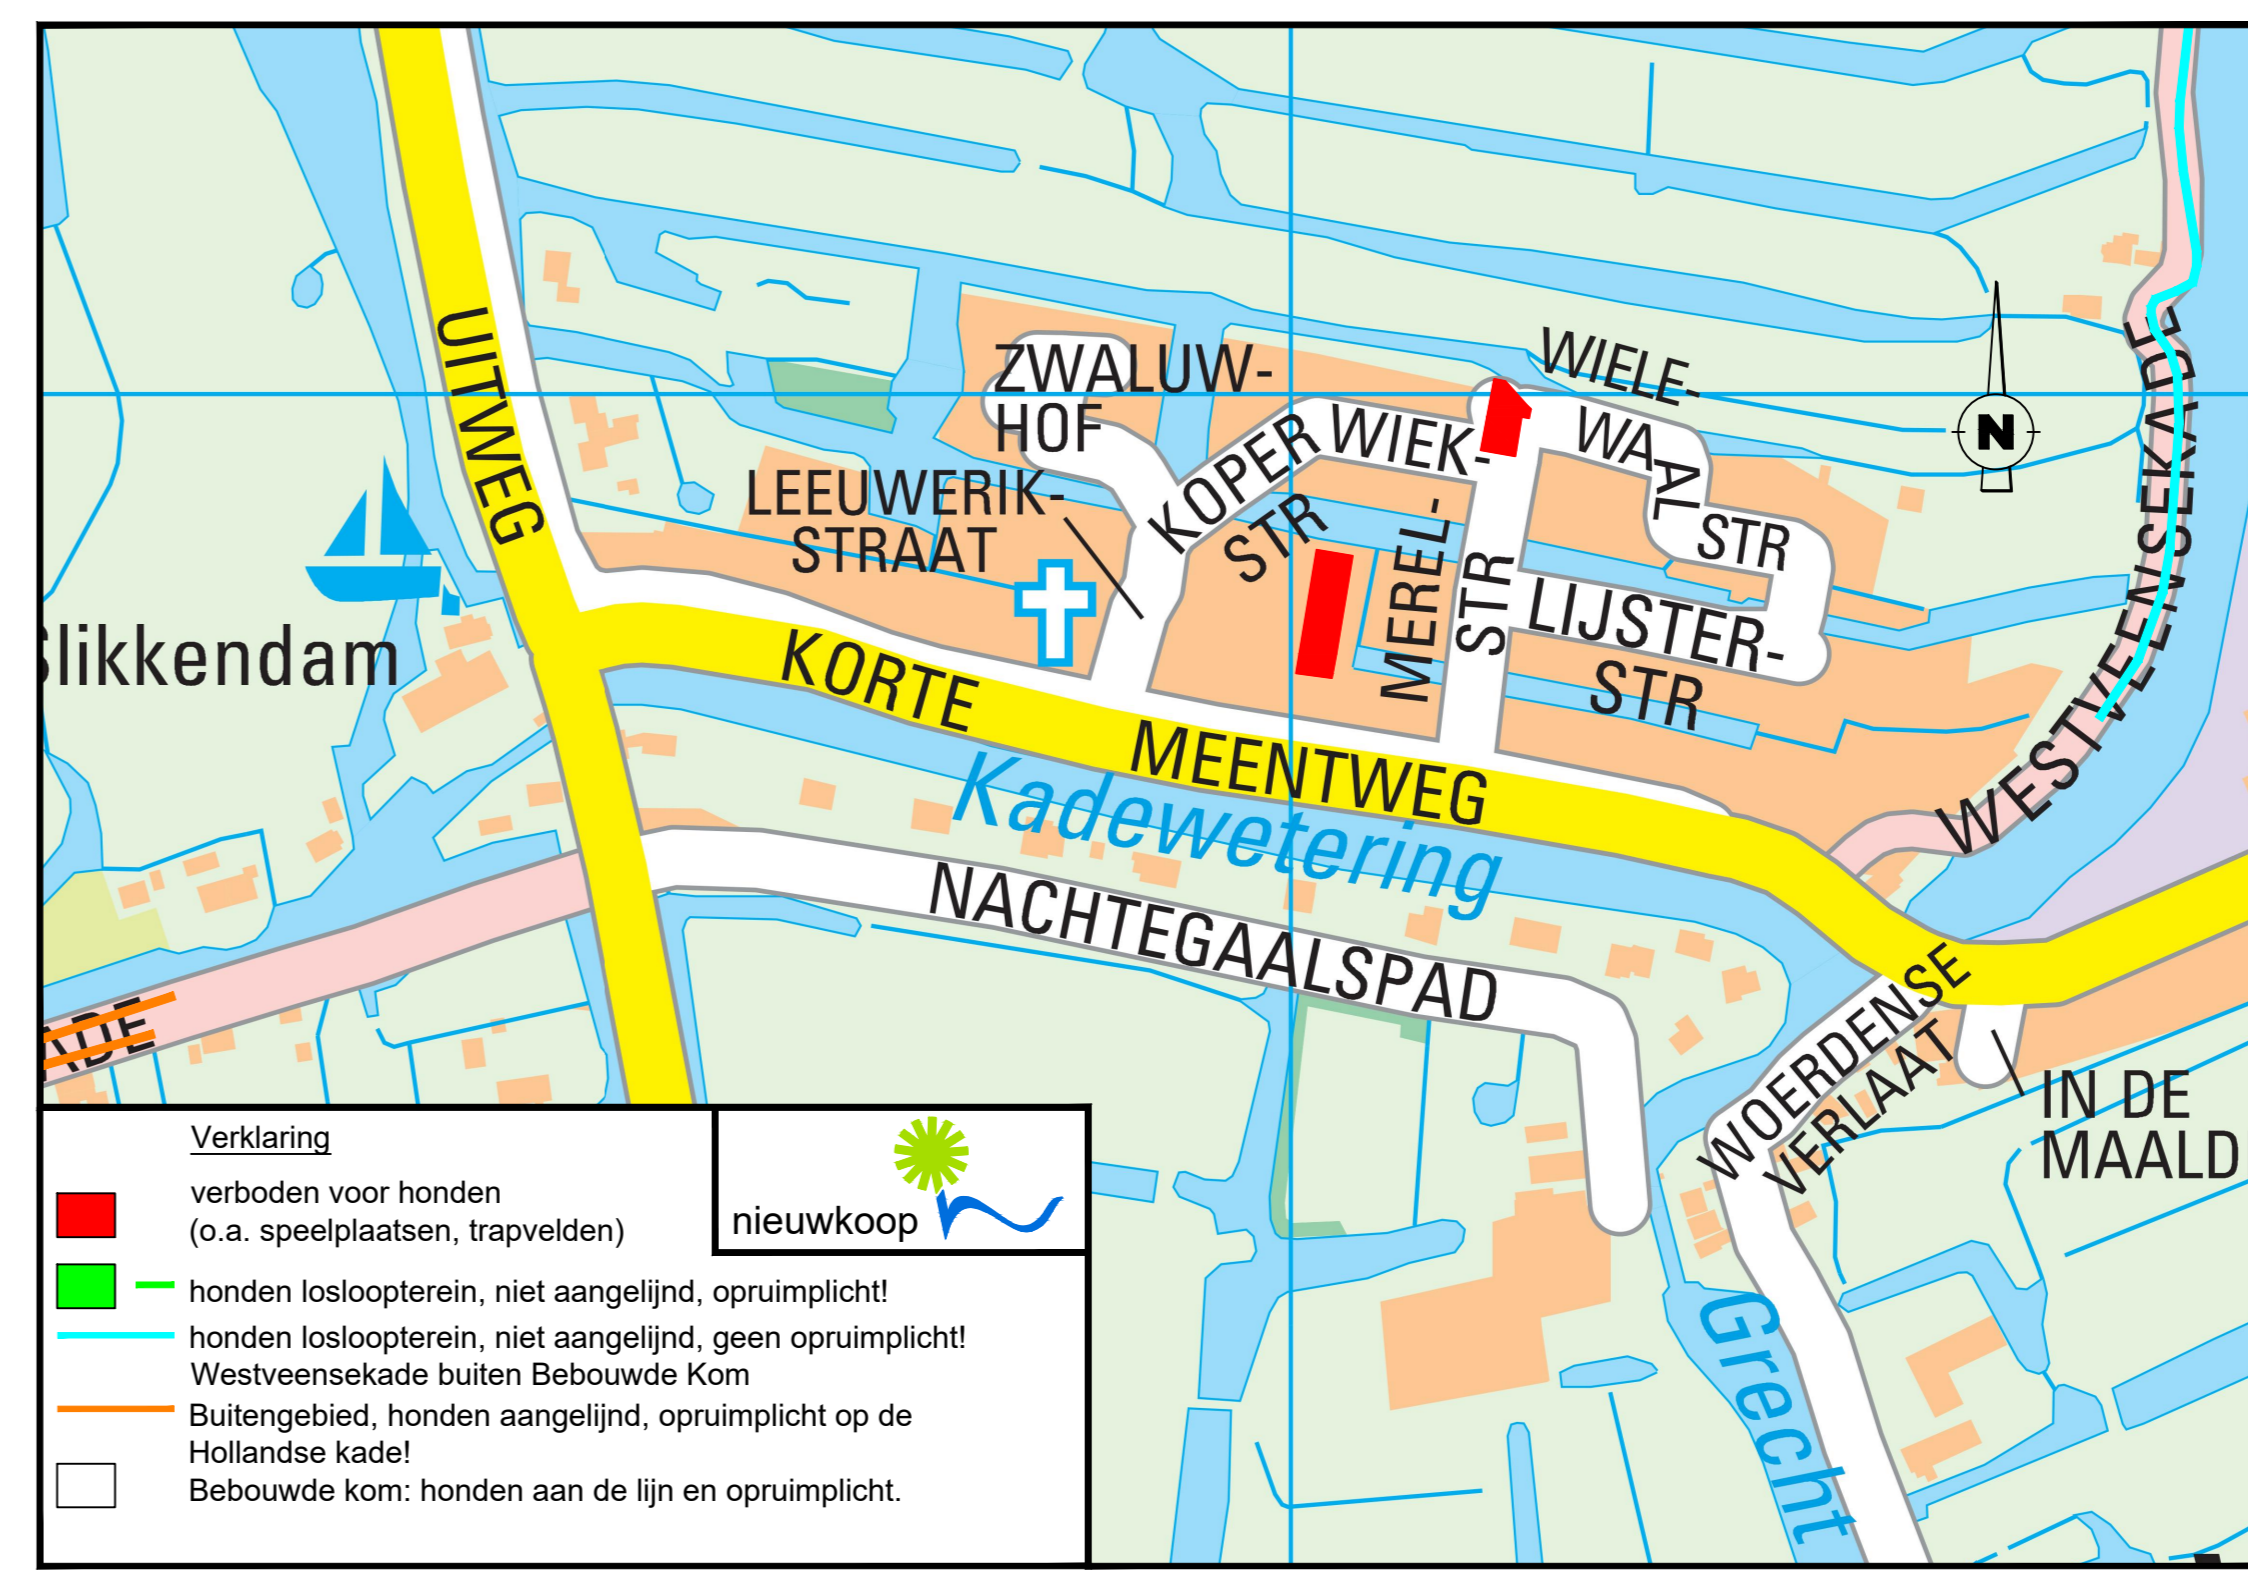 UITWEG
ZWALUW-
HOF
LEEUWERIK-
STRAAT
KOPER
WIEK-
STR
WIELE-
WAAL
STR
MEREL-
STR
LIJSTER-
STR
WESTVEENSEKADE
N
likkendam
KORTE
MEENTWEG
Kadewetering
NACHTEGAALSPAD
WOERDENSE
VERLAAT
IN DE
MAALD
Grecht
ADE
Verklaring
verboden voor honden
(o.a. speelplaatsen, trapvelden)
nieuwkoop
honden losloopterein, niet aangelijnd, opruimplicht!
honden losloopterein, niet aangelijnd, geen opruimplicht!
Westveensekade buiten Bebouwde Kom
Buitengebied, honden aangelijnd, opruimplicht op de
Hollandse kade!
Bebouwde kom: honden aan de lijn en opruimplicht.